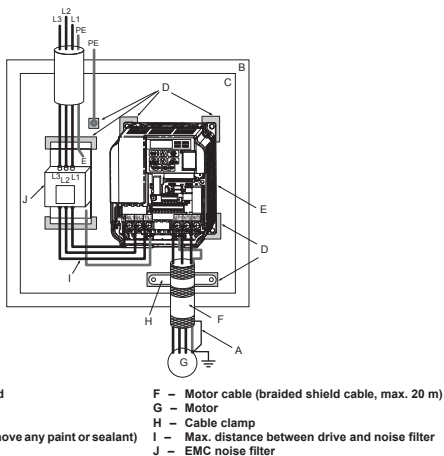 L2
L3 L1
PE
PE
B
C
D
E
L3 L2 L1
J
E
D
I
H
F
A
G
d
move any paint or sealant)
F – Motor cable (braided shield cable, max. 20 m)
G – Motor
H – Cable clamp
I – Max. distance between drive and noise filter
J – EMC noise filter